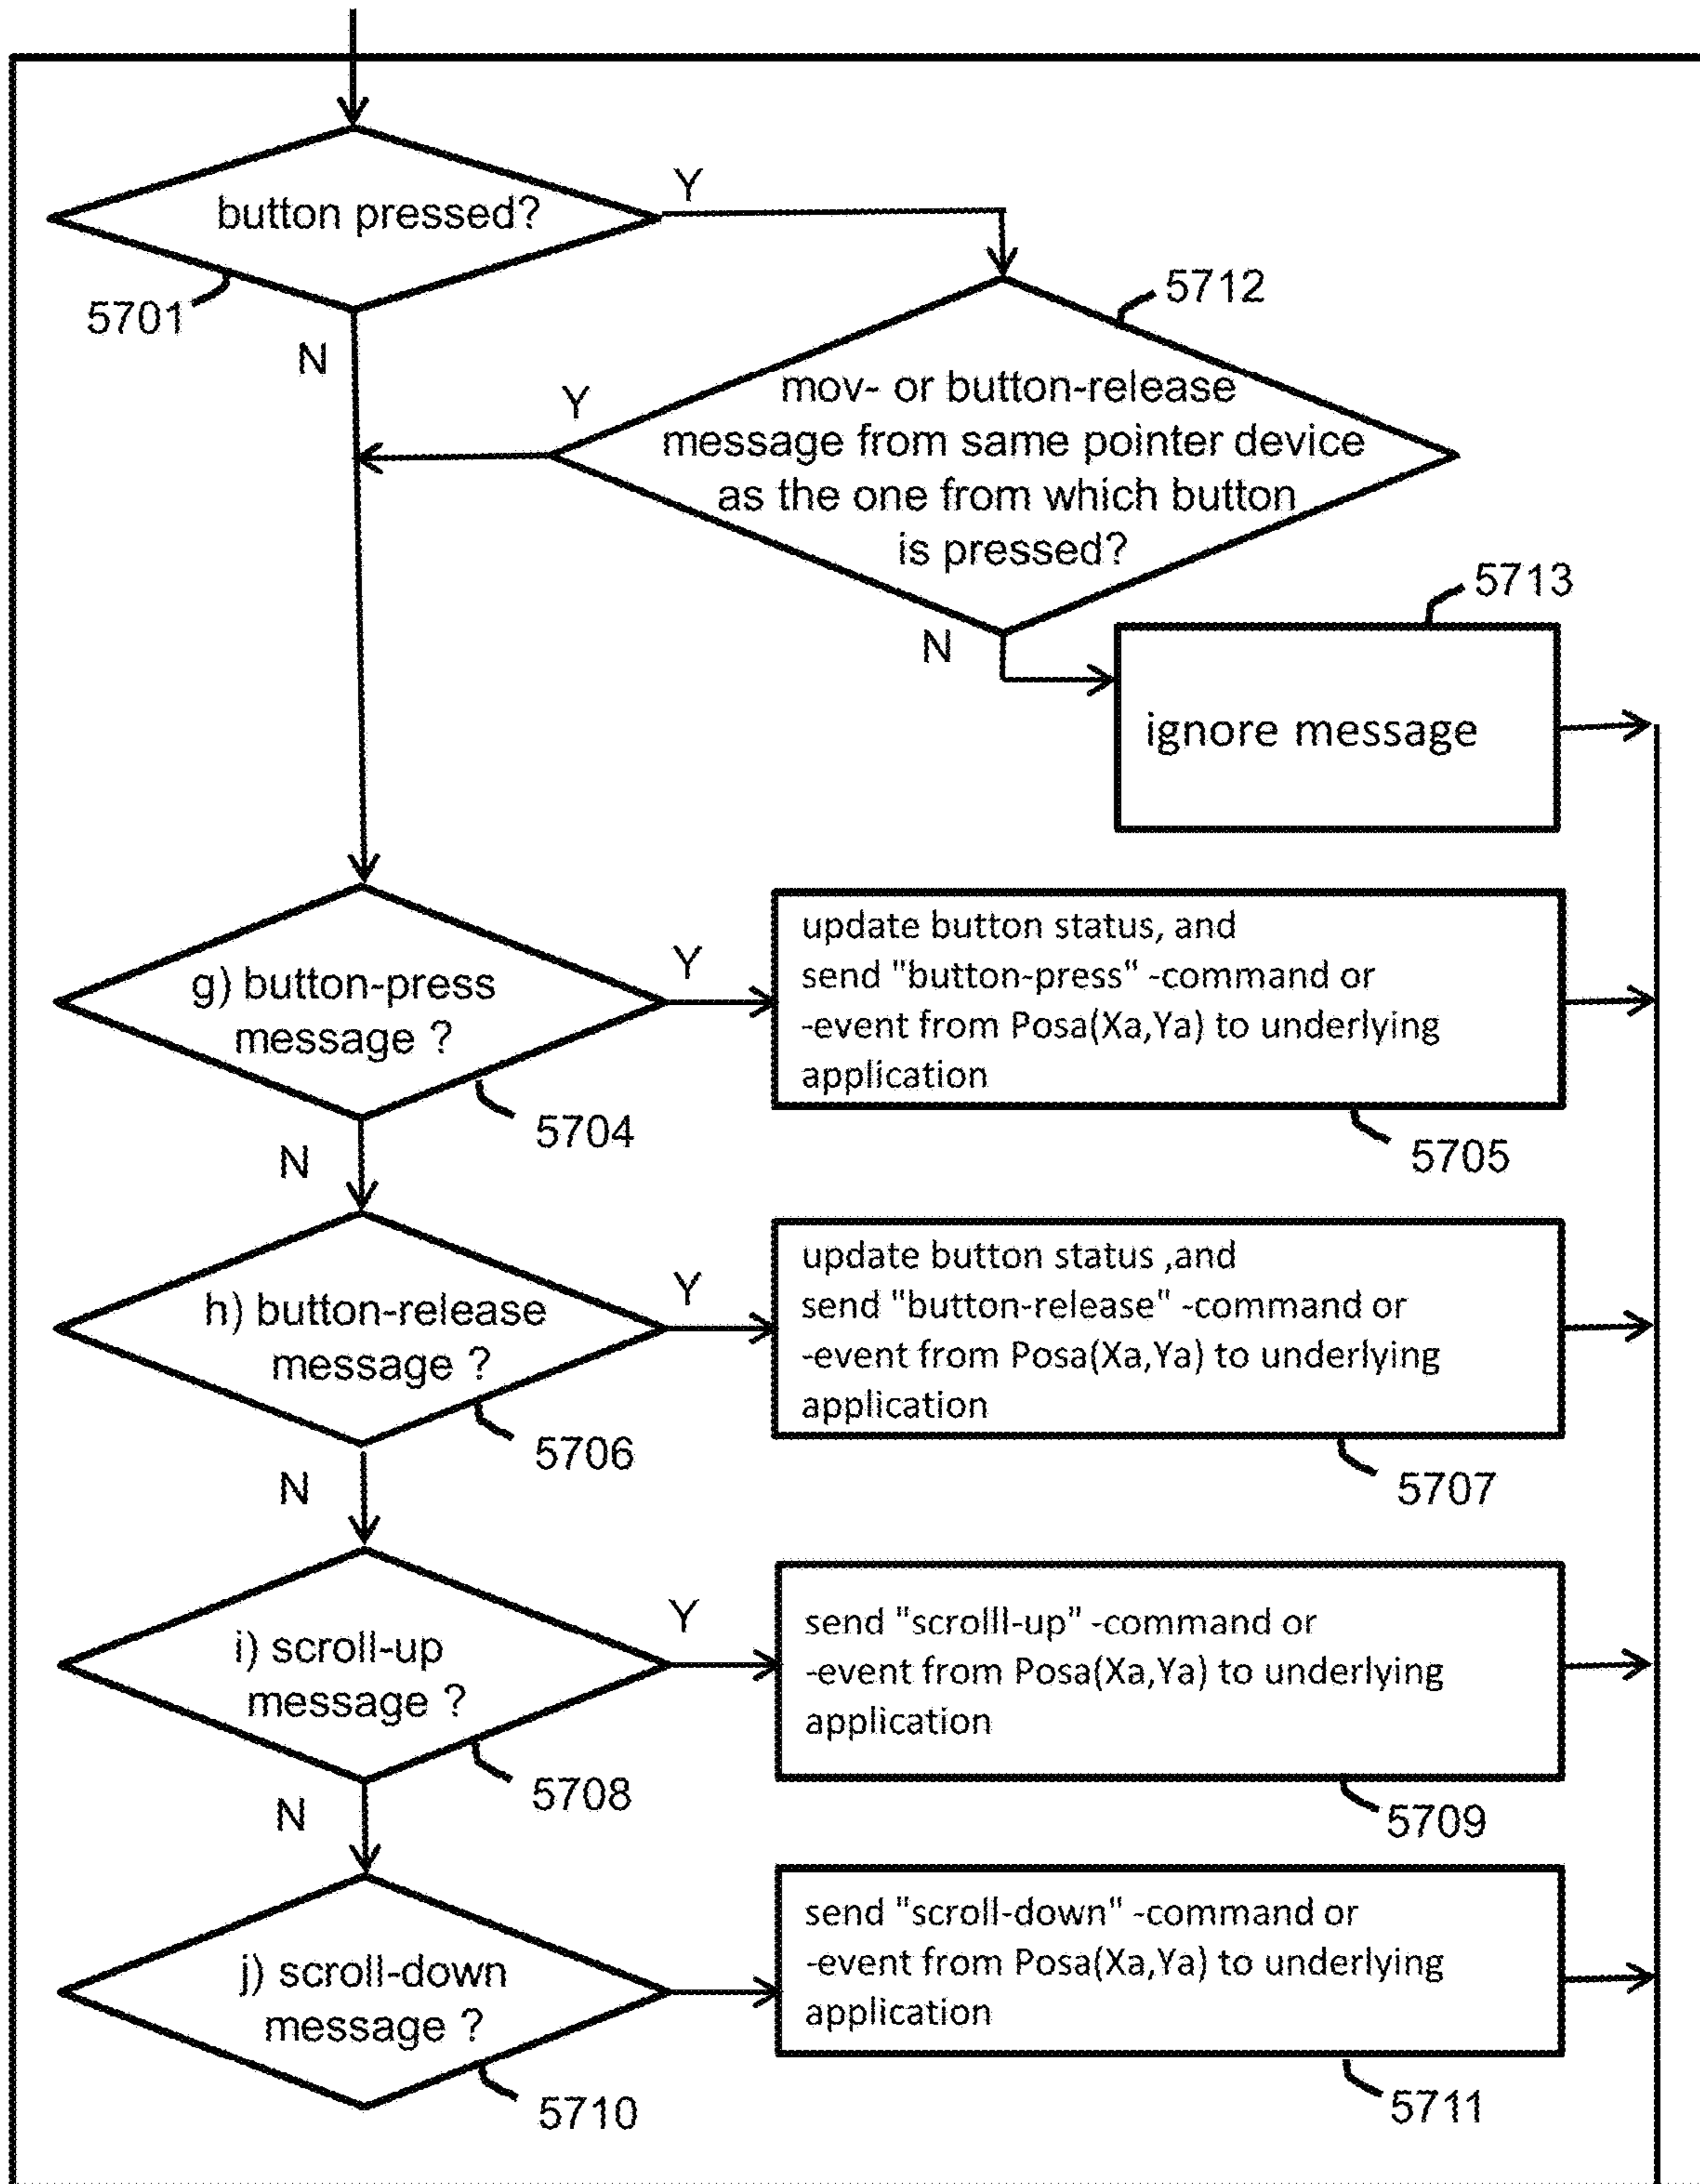 button pressed?
Y
5701
N
5712
Y
mov- or button-release
message from same pointer device
as the one from which button
is pressed?
N
5713
ignore message
g) button-press
message ?
Y
5704
N
update button status, and
send "button-press" -command or
-event from Posa(Xa,Ya) to underlying
application
5705
h) button-release
message ?
Y
5706
N
update button status ,and
send "button-release" -command or
-event from Posa(Xa,Ya) to underlying
application
5707
i) scroll-up
message ?
Y
5708
N
send "scrolll-up" -command or
-event from Posa(Xa,Ya) to underlying
application
5709
j) scroll-down
message ?
5710
send "scroll-down" -command or
-event from Posa(Xa,Ya) to underlying
application
5711